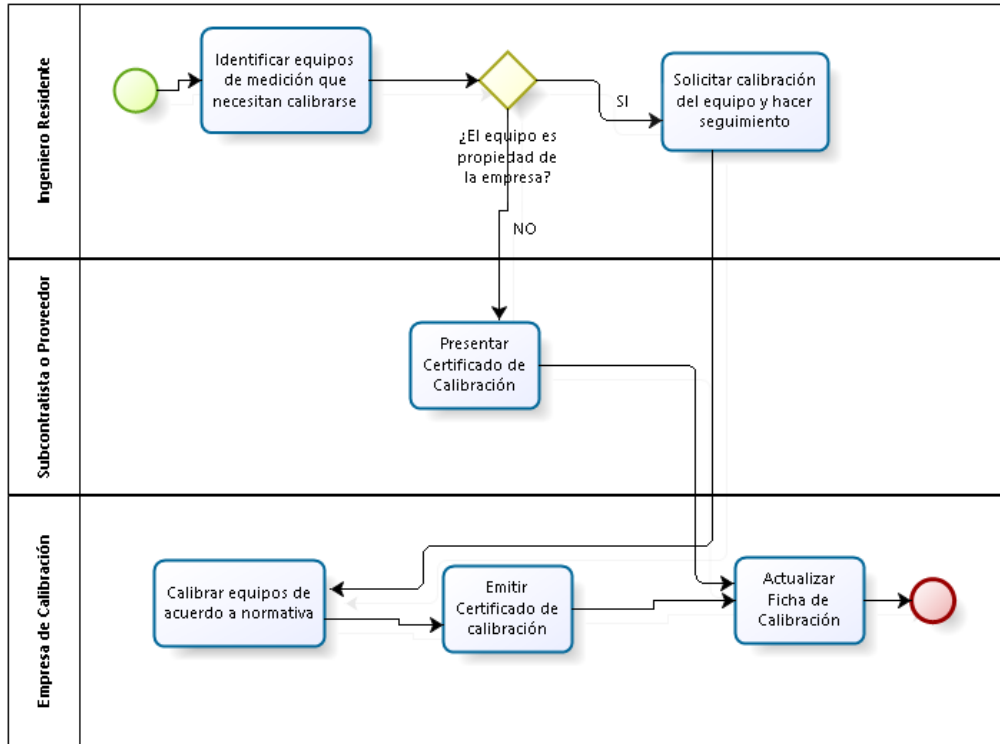 Ingeniero Residente
Identificar equipos
de medición que
necesitan calibrarse
¿El equipo es
propiedad de
la empresa?
SI
NO
Solicitar calibración
del equipo y hacer
seguimiento
Subcontratista o Proveedor
Presentar
Certificado de
Calibración
Empresa de Calibración
Calibrar equipos de
acuerdo a normativa
Emitir
Certificado de
calibración
Actualizar
Ficha de
Calibración